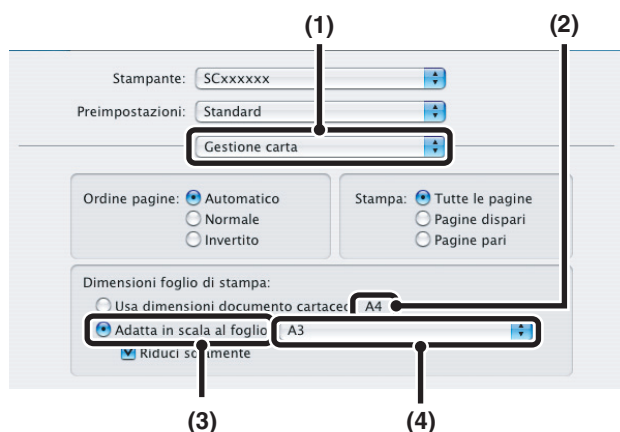 (1) (2)
Stampante: SCxxxxxx
Preimpostazioni: Standard
Gestione carta
Ordine pagine: Automatico
Normale
Invertito
Stampa: Tutte le pagine
Pagine dispari
Pagine pari
Dimensioni foglio di stampa:
Usa dimensioni documento cartaceo A4
Adatta in scala al foglio A3
Riduci solamente
(3) (4)